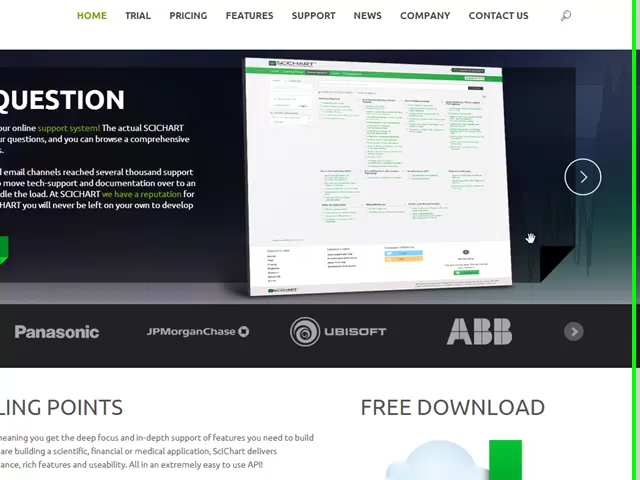 HOME TRIAL PRICING FEATURES SUPPORT NEWS COMPANY CONTACT US
QUESTION
our online support system! The actual SCICHART
ur questions, and you can browse a comprehensive
s.
d email channels reached several thousand support
o move tech-support and documentation over to an
dle the load. At SCICHART we have a reputation for
HART you will never be left on your own to develop
SCICHART
Panasonic JPMorganChase UBISOFT ABB
LING POINTS
FREE DOWNLOAD
meaning you get the deep focus and in-depth support of features you need to build
are building a scientific, financial or medical application, SciChart delivers
ance, rich features and useability. All in an extremely easy to use API!